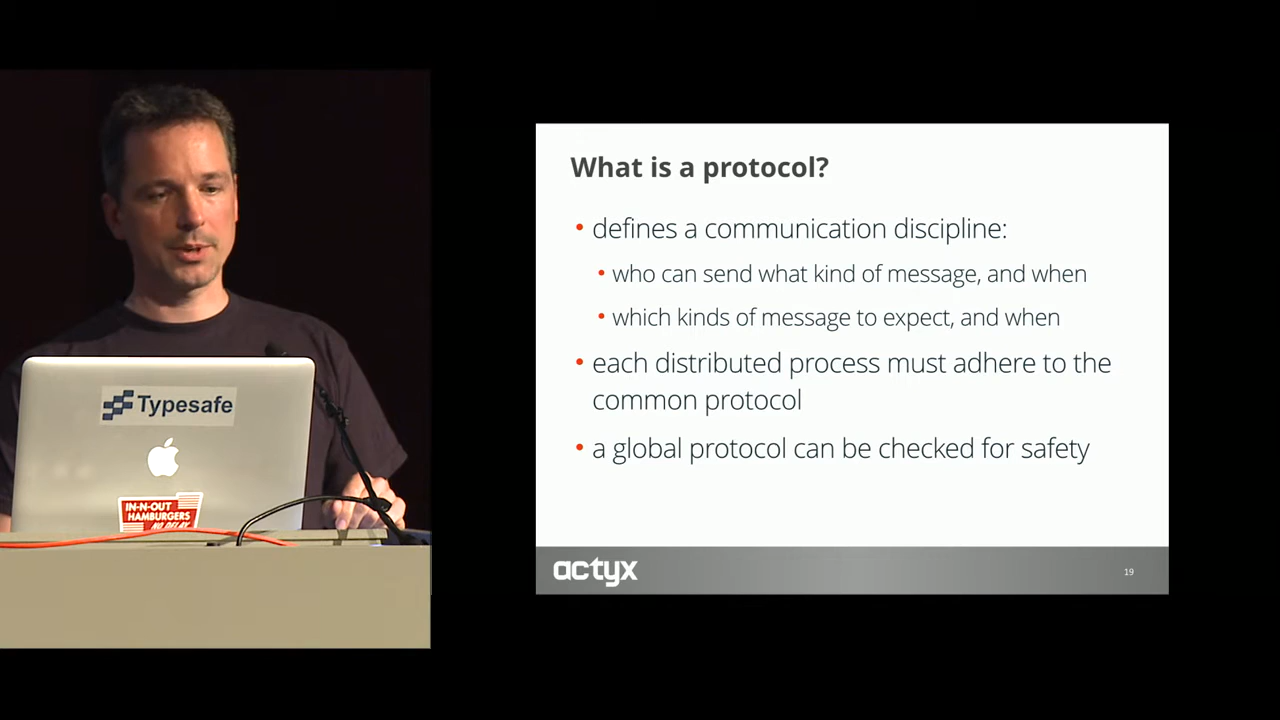 Typesafe
IN-N-OUT
HAMBURGERS
NO DELAY
What is a protocol?
• defines a communication discipline:
• who can send what kind of message, and when
• which kinds of message to expect, and when
• each distributed process must adhere to the
common protocol
• a global protocol can be checked for safety
actyx
19